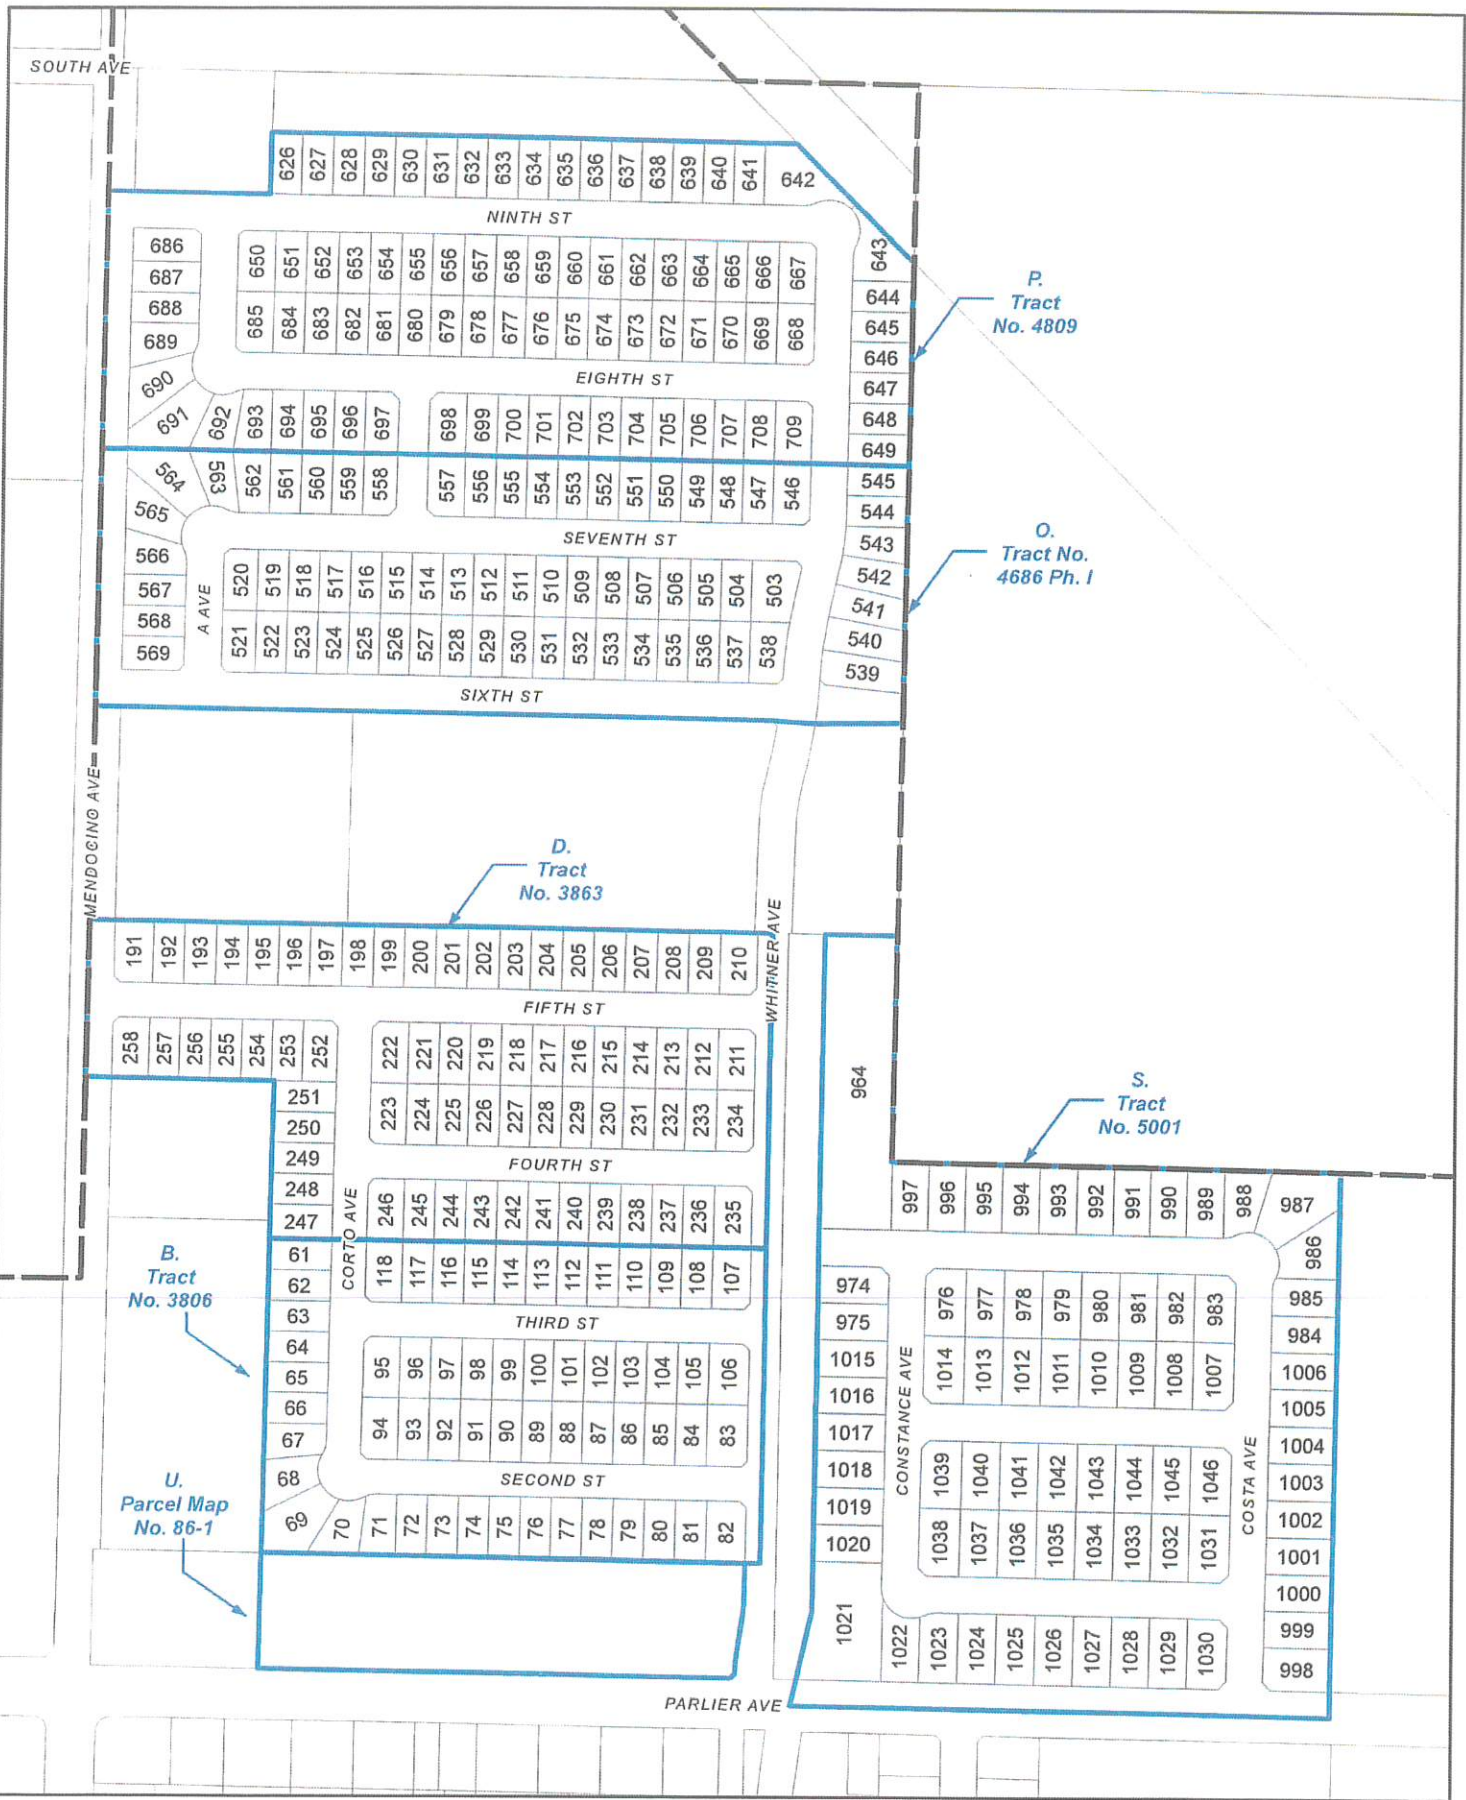 SOUTH AVE
626 627 628 629 630 631 632 633 634 635 636 637 638 639 640 641 642
NINTH ST
643
644
645
646
647
648
649
686
687
688
689
690
691
692 693 694 695 696 697
650 651 652 653 654 655 656 657 658 659 660 661 662 663 664 665 666 667
685 684 683 682 681 680 679 678 677 676 675 674 673 672 671 670 669 668
EIGHTH ST
698 699 700 701 702 703 704 705 706 707 708 709
P.
Tract
No. 4809
564 563 562 561 560 559 558
557 556 555 554 553 552 551 550 549 548 547 546
545
544
543
542
541
540
539
565
566
567
568
569
SEVENTH ST
A AVE
520 519 518 517 516 515 514 513 512 511 510 509 508 507 506 505 504 503
521 522 523 524 525 526 527 528 529 530 531 532 533 534 535 536 537 538
SIXTH ST
O.
Tract No.
4686 Ph. I
MENDOCINO AVE
D.
Tract
No. 3863
WHITNER AVE
191 192 193 194 195 196 197 198 199 200 201 202 203 204 205 206 207 208 209 210
FIFTH ST
258 257 256 255 254 253 252
251
250
249
248
247
222 221 220 219 218 217 216 215 214 213 212 211
223 224 225 226 227 228 229 230 231 232 233 234
FOURTH ST
246 245 244 243 242 241 240 239 238 237 236 235
CORTO AVE
B.
Tract
No. 3806
61
62
63
64
65
66
67
68
69
118 117 116 115 114 113 112 111 110 109 108 107
THIRD ST
95 96 97 98 99 100 101 102 103 104 105 106
94 93 92 91 90 89 88 87 86 85 84 83
SECOND ST
70 71 72 73 74 75 76 77 78 79 80 81 82
U.
Parcel Map
No. 86-1
964
S.
Tract
No. 5001
997 996 995 994 993 992 991 990 989 988 987
986
985
984
1006
1005
1004
1003
1002
1001
1000
999
998
974
975
1015
1016
1017
1018
1019
1020
1021
CONSTANCE AVE
976 977 978 979 980 981 982 983
1014 1013 1012 1011 1010 1009 1008 1007
1039 1040 1041 1042 1043 1044 1045 1046
1038 1037 1036 1035 1034 1033 1032 1031
COSTA AVE
1022 1023 1024 1025 1026 1027 1028 1029 1030
PARLIER AVE